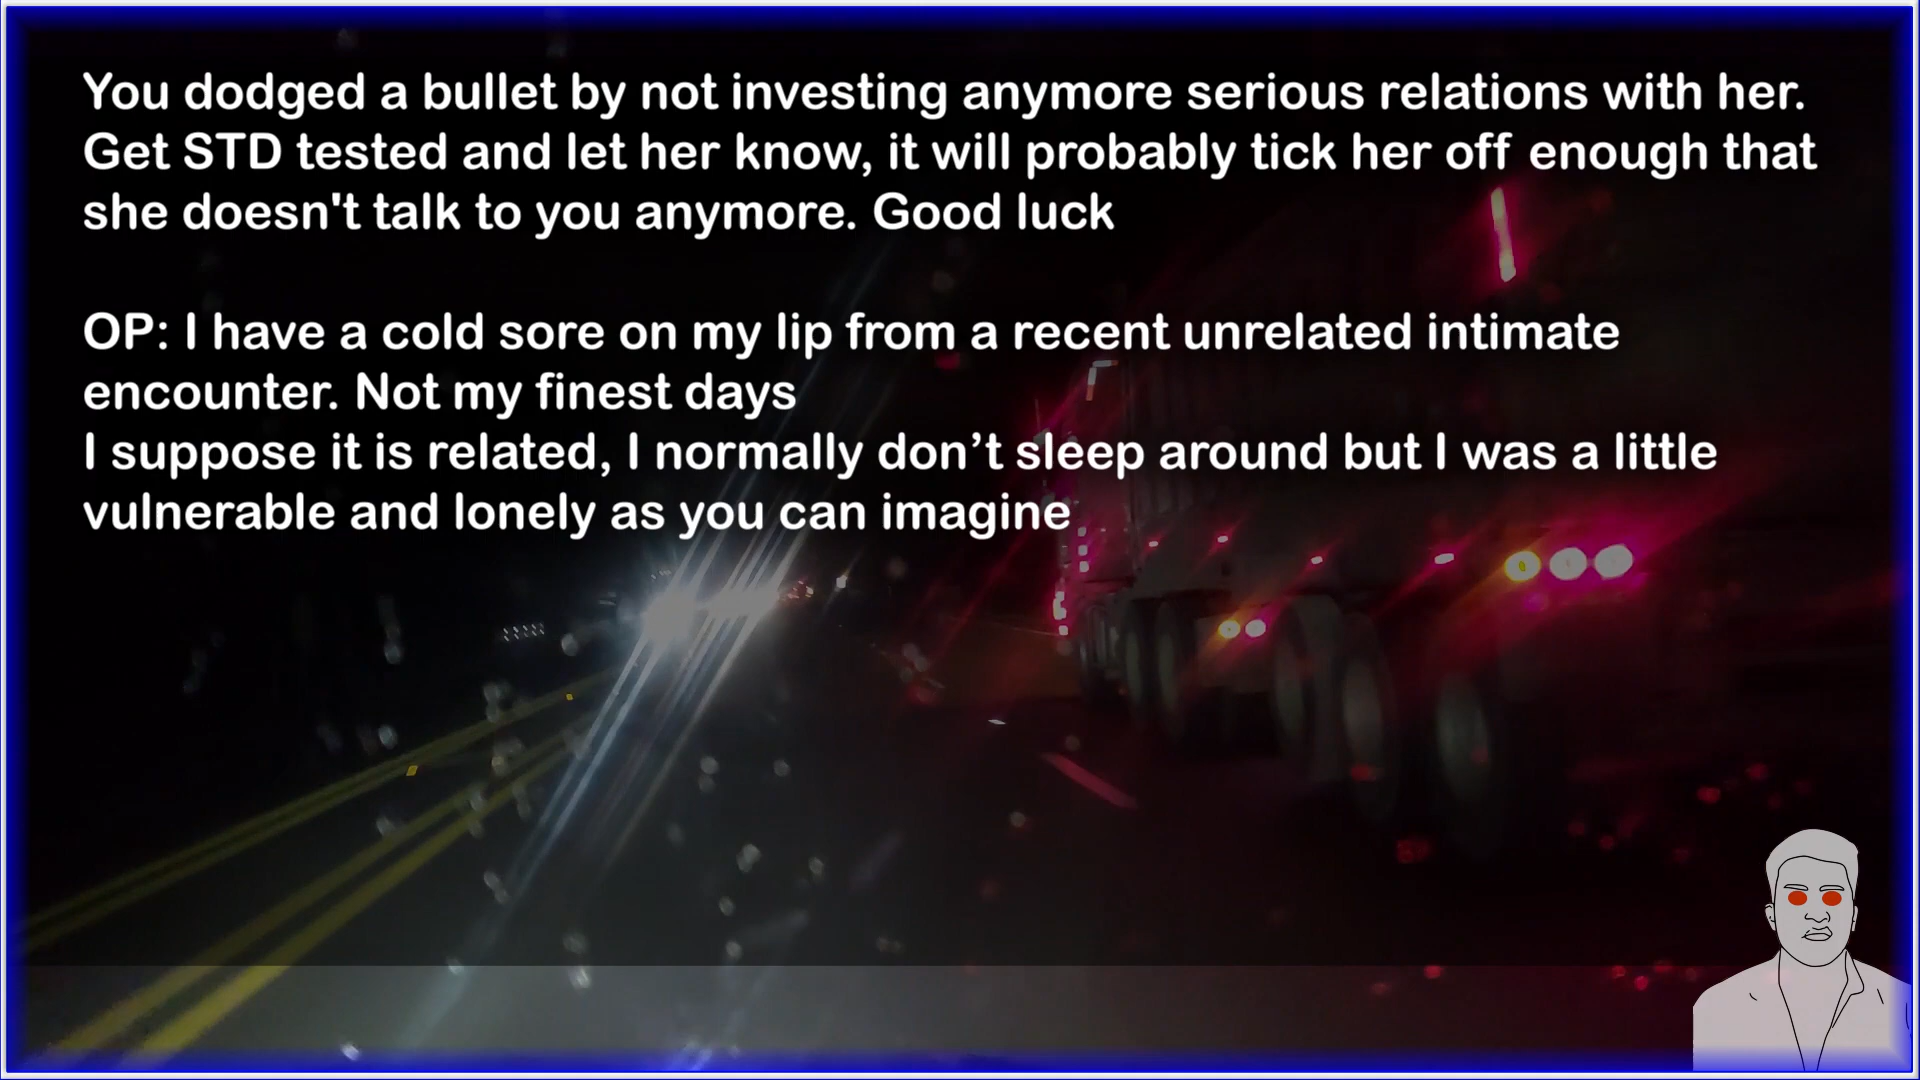 You dodged a bullet by not investing anymore serious relations with her.
Get STD tested and let her know, it will probably tick her off enough that
she doesn't talk to you anymore. Good luck
OP: I have a cold sore on my lip from a recent unrelated intimate
encounter. Not my finest days
I suppose it is related, I normally don’t sleep around but I was a little
vulnerable and lonely as you can imagine